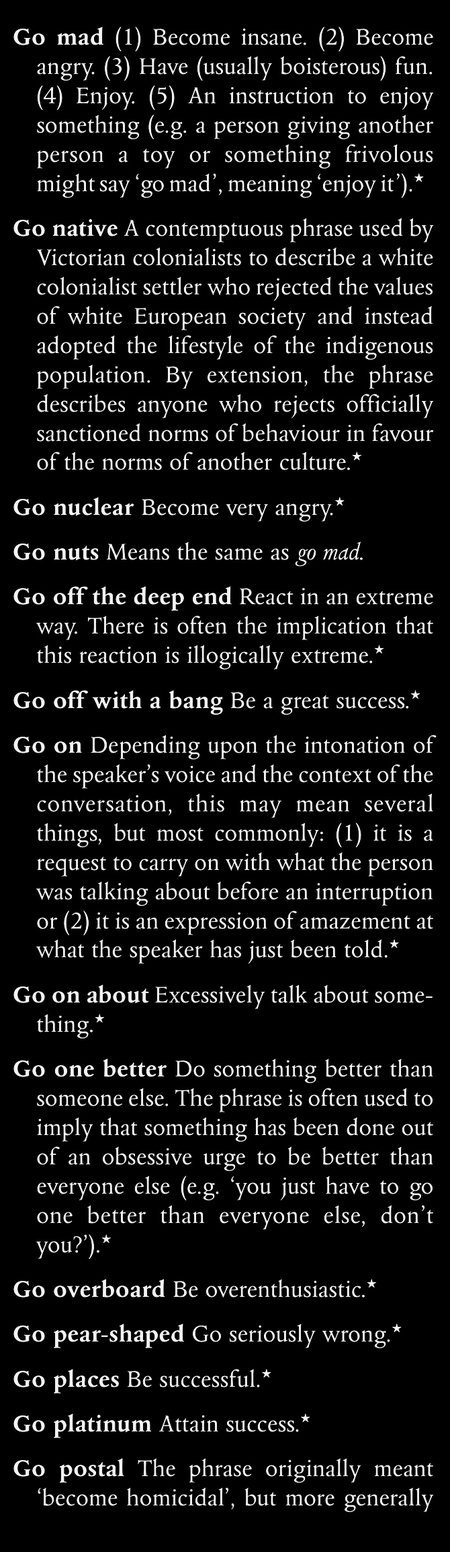 Go mad (1) Become insane. (2) Become
angry. (3) Have (usually boisterous) fun.
(4) Enjoy. (5) An instruction to enjoy
something (e.g. a person giving another
person a toy or something frivolous
might say ‘go mad’, meaning ‘enjoy it’).★
Go native A contemptuous phrase used by
Victorian colonialists to describe a white
colonialist settler who rejected the values
of white European society and instead
adopted the lifestyle of the indigenous
population. By extension, the phrase
describes anyone who rejects officially
sanctioned norms of behaviour in favour
of the norms of another culture.★
Go nuclear Become very angry.★
Go nuts Means the same as go mad.
Go off the deep end React in an extreme
way. There is often the implication that
this reaction is illogically extreme.★
Go off with a bang Be a great success.★
Go on Depending upon the intonation of
the speaker’s voice and the context of the
conversation, this may mean several
things, but most commonly: (1) it is a
request to carry on with what the person
was talking about before an interruption
or (2) it is an expression of amazement at
what the speaker has just been told.★
Go on about Excessively talk about some-
thing.★
Go one better Do something better than
someone else. The phrase is often used to
imply that something has been done out
of an obsessive urge to be better than
everyone else (e.g. ‘you just have to go
one better than everyone else, don’t
you?’).★
Go overboard Be overenthusiastic.★
Go pear-shaped Go seriously wrong.★
Go places Be successful.★
Go platinum Attain success.★
Go postal The phrase originally meant
‘become homicidal’, but more generally